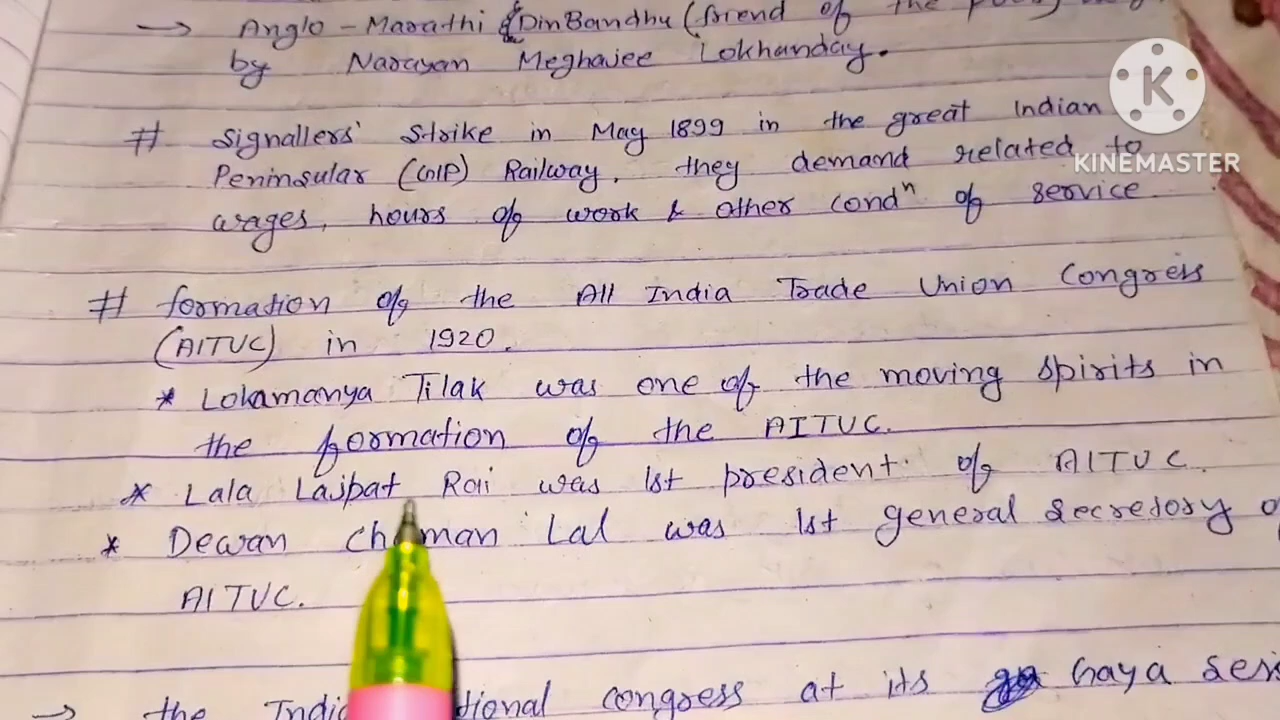 → Anglo-Marathi & DinBandhu (friend of the poor)
by Narayan Meghajee Lokhanday.
# Signallers' Strike in May 1899 in the great Indian
Peninsular (GIP) Railway. they demand related to
wages, hours of work & other condⁿ of service
# formation of the All India Trade Union Congress
(AITUC) in 1920.
* Lokamanya Tilak was one of the moving spirits in
the formation of the AITUC.
* Lala Lajpat Rai was 1st president of AITUC.
* Dewan Chaman Lal was 1st general secretory
AITUC.
→ the congress at its Gaya
K
KINEMASTER